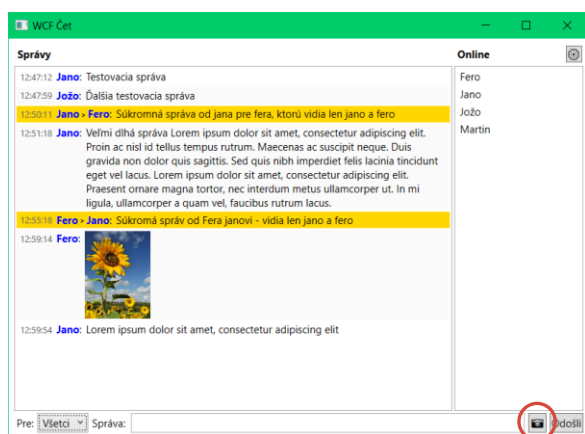 WCF Čet
Správy
Online
12:47:12 Jano: Testovacia správa
12:47:59 Jožo: Ďalšia testovacia správa
12:50:11 Jano > Fero: Súkromná správa od jana pre fera, ktorú vidia len jano a fero
12:51:18 Jano: Veľmi dlhá správa Lorem ipsum dolor sit amet, consectetur adipiscing elit.
Proin ac nisl id tellus tempus rutrum. Maecenas ac suscipit neque. Duis
gravida non dolor quis sagittis. Sed quis nibh imperdiet felis lacinia tincidunt
eget vel lacus. Lorem ipsum dolor sit amet, consectetur adipiscing elit.
Praesent ornare magna tortor, nec interdum metus ullamcorper ut. In mi
ligula, ullamcorper a quam vel, faucibus rutrum lacus.
12:55:18 Fero > Jano: Súkromá správ od Fera janovi - vidia len jano a fero
12:59:14 Fero:
12:59:54 Jano: Lorem ipsum dolor sit amet, consectetur adipiscing elit
Fero
Jano
Jožo
Martin
Pre: Všetci Správa: Odošli